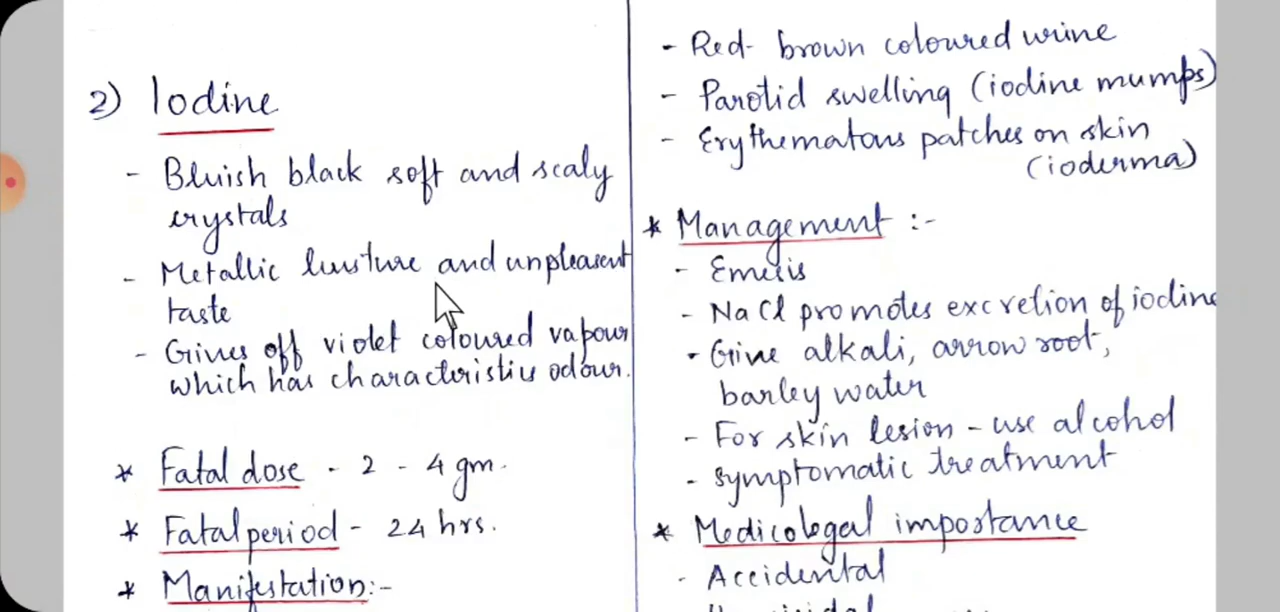 2) Iodine
- Bluish black soft and scaly
crystals
- Metallic lusture and unpleasent
taste
- Gives off violet coloured vapour
which has characteristis odour.
* Fatal dose - 2 - 4 gm.
* Fatal period - 24 hrs.
* Manifestation:-
- Red- brown coloured urine
- Parotid swelling (iodine mumps)
- Erythematous patches on skin
(ioderma)
* Management :-
- Emesis
- NaCl promotes excretion of iodine
- Give alkali, arrow root,
barley water
- For skin lesion - use alcohol
- symptomatic treatment
* Medicolegal importance
- Accidental